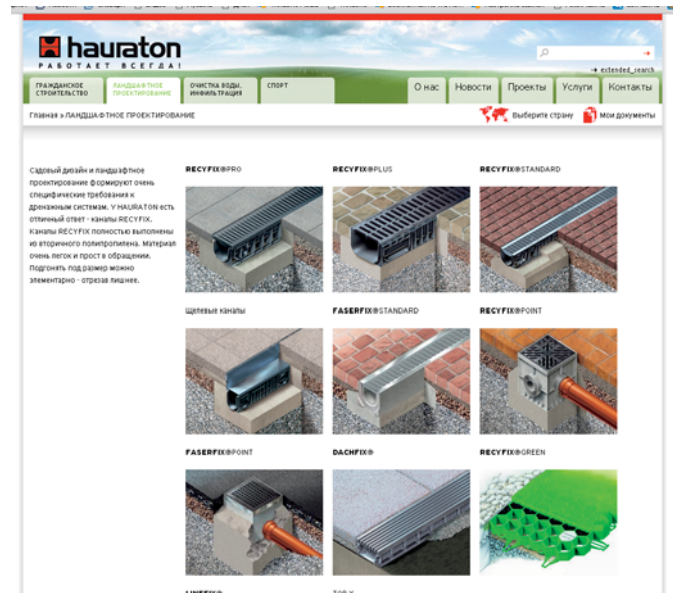 hauraton
РАБОТАЕТ ВСЕГДА!
extended_search
ГРАЖДАНСКОЕ СТРОИТЕЛЬСТВО
ЛАНДШАФТНОЕ ПРОЕКТИРОВАНИЕ
ОЧИСТКА ВОДЫ, ИНФИЛЬТРАЦИЯ
СПОРТ
О нас
Новости
Проекты
Услуги
Контакты
Главная » ЛАНДШАФТНОЕ ПРОЕКТИРОВАНИЕ
Выберите страну
Мои документы
Садовый дизайн и ландшафтное
проектирование формируют очень
специфические требования к
дренажным системам. У HAURATON есть
отличный ответ - каналы RECYFIX.
Каналы RECYFIX полностью выполнены
из вторичного полипропилена. Материал
очень легок и прост в обращении.
Подгонять под размер можно
элементарно - отрезав лишнее.
RECYFIX®PRO
RECYFIX®PLUS
RECYFIX®STANDARD
Щелевые каналы
FASERFIX®STANDARD
RECYFIX®POINT
FASERFIX®POINT
DACHFIX®
RECYFIX®GREEN